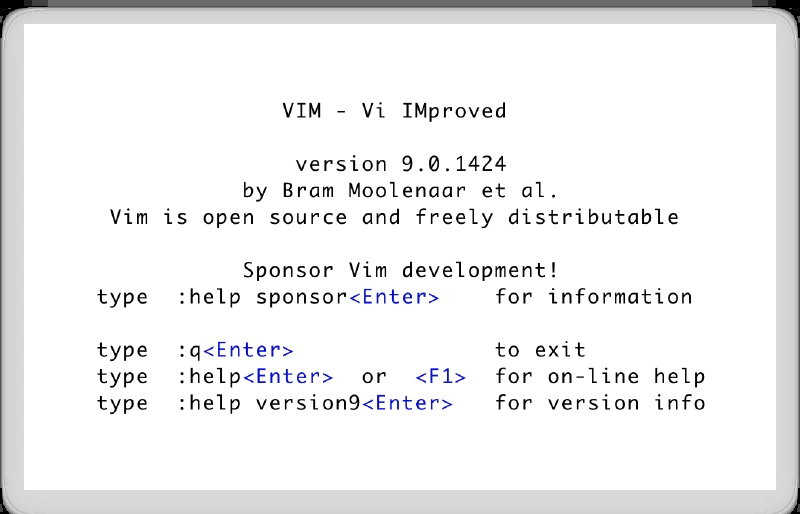 VIM - Vi IMproved
version 9.0.1424
by Bram Moolenaar et al.
Vim is open source and freely distributable
Sponsor Vim development!
type  :help sponsor<Enter>    for information
type  :q<Enter>               to exit
type  :help<Enter>  or  <F1>  for on-line help
type  :help version9<Enter>   for version info